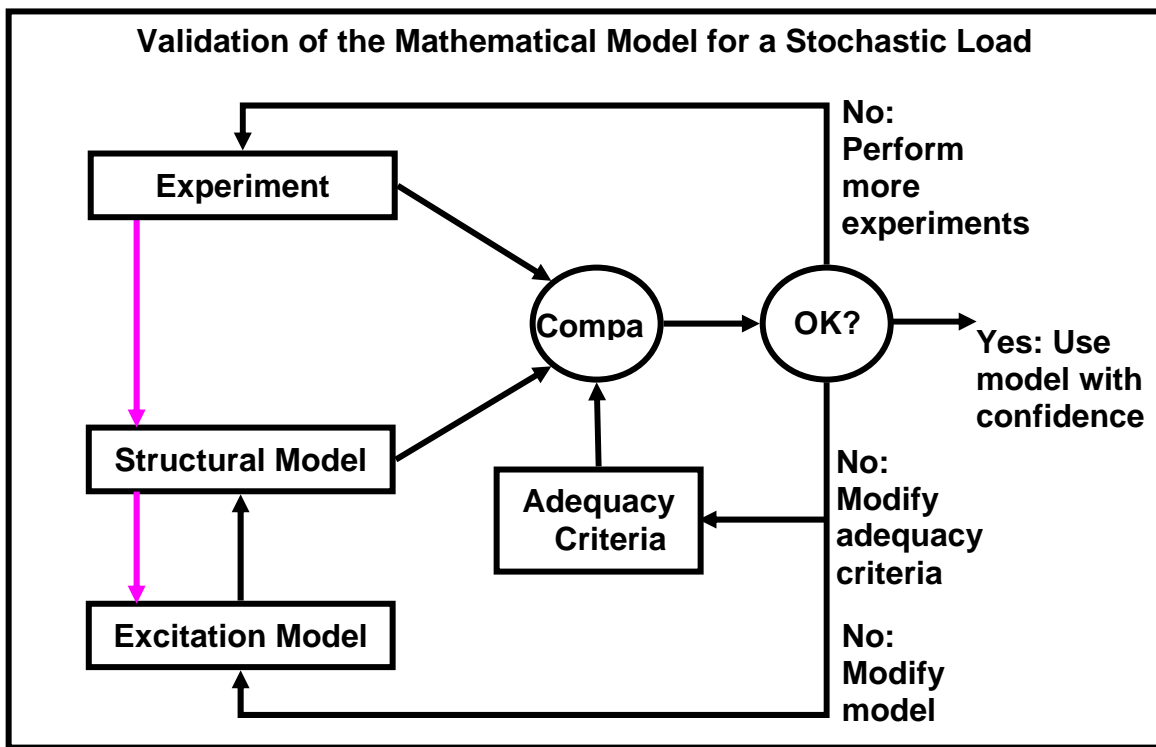 Validation of the Mathematical Model for a Stochastic Load
No:
Perform
more
experiments
Experiment
Compa
OK?
Yes: Use
model with
confidence
Structural Model
Adequacy
Criteria
No:
Modify
adequacy
criteria
Excitation Model
No:
Modify
model